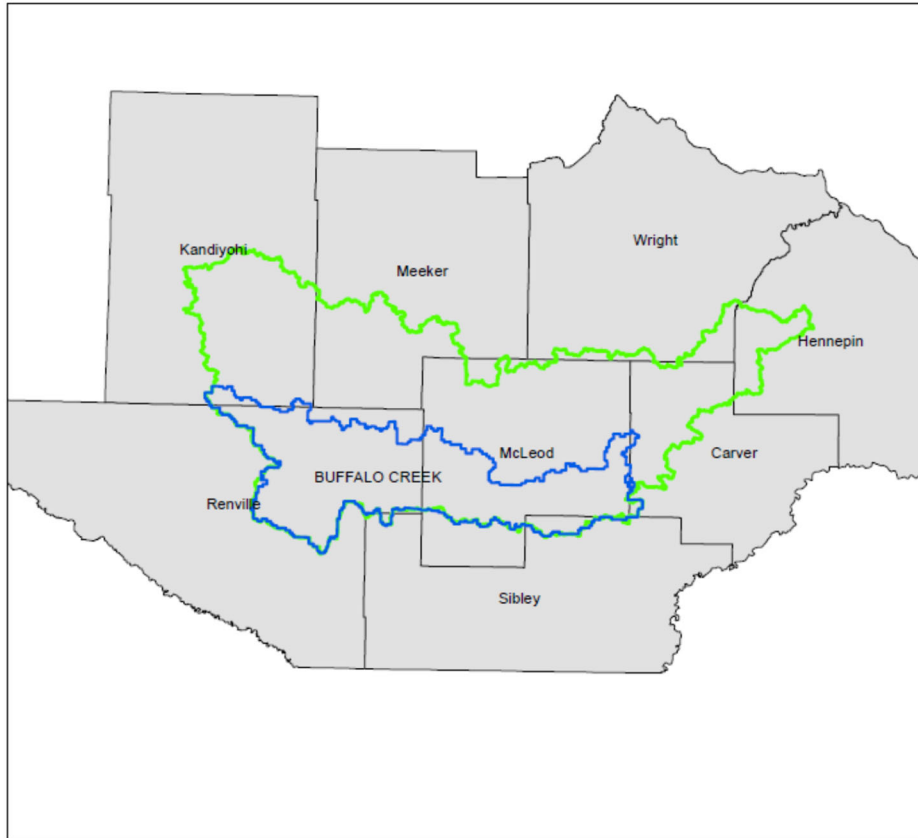 Wright
Kandiyohi
Meeker
Hennepin
McLeod
Carver
BUFFALO CREEK
Renville
Sibley